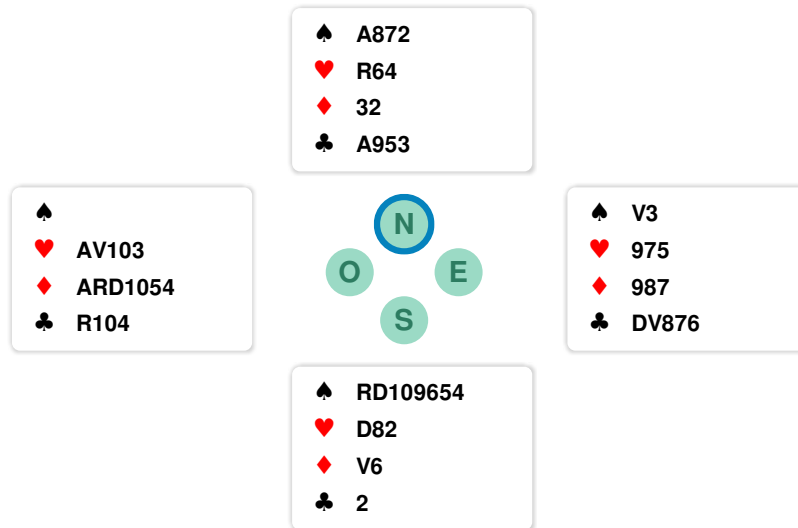 ♠ A872
♥ R64
♦ 32
♣ A953
♠
♥ AV103
♦ ARD1054
♣ R104
N
O E
S
♠ V3
♥ 975
♦ 987
♣ DV876
♠ RD109654
♥ D82
♦ V6
♣ 2